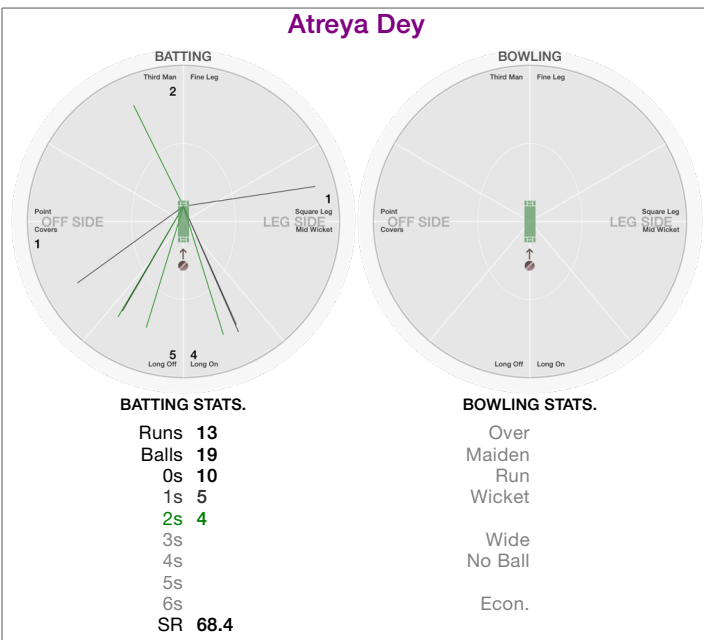 Atreya Dey
BATTING
Third Man Fine Leg
2
Point
OFF SIDE
Covers
1
1
Square Leg
LEG SIDE
Mid Wicket
5 4
Long Off Long On
BOWLING
Third Man Fine Leg
Point
OFF SIDE
Covers
Square Leg
LEG SIDE
Mid Wicket
Long Off Long On
BATTING STATS.
Runs 13
Balls 19
0s 10
1s 5
2s 4
3s
4s
5s
6s
SR 68.4
BOWLING STATS.
Over
Maiden
Run
Wicket
Wide
No Ball
Econ.